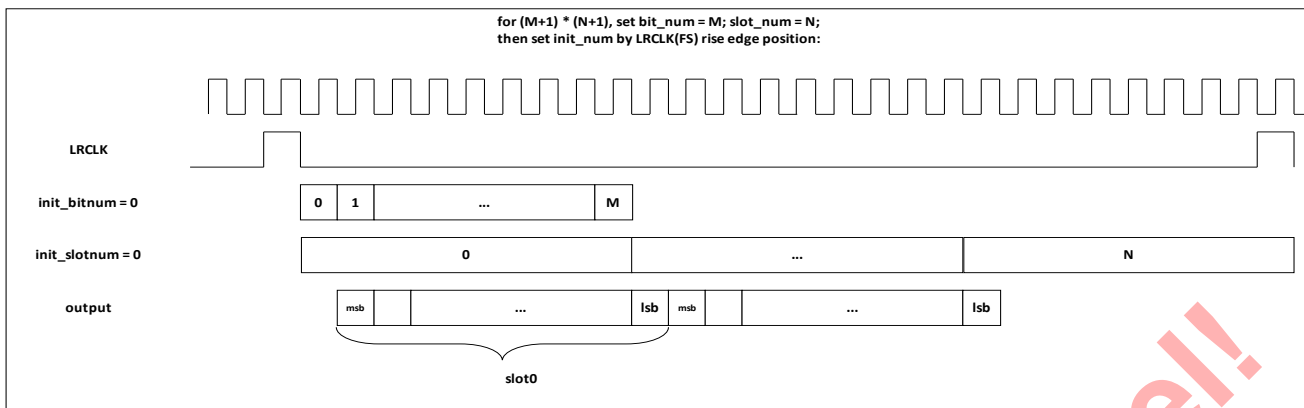 for (M+1) * (N+1), set bit_num = M; slot_num = N;
then set init_num by LRCLK(FS) rise edge position:
LRCLK
init_bitnum = 0
0 1 ... M
init_slotnum = 0
0 ... N
output
msb ... lsb msb ... lsb
slot0
el!